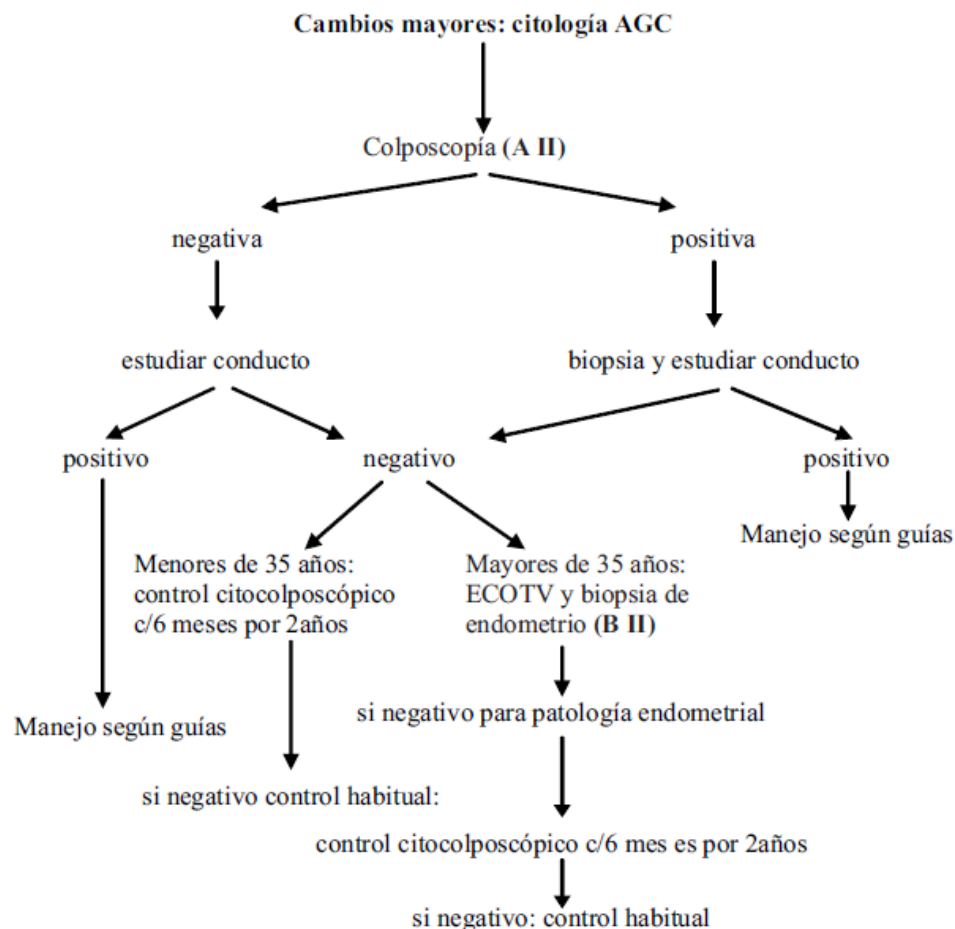 Cambios mayores: citología AGC
Colposcopía (A II)
negativa
positiva
estudiar conducto
biopsia y estudiar conducto
positivo
negativo
positivo
Manejo según guías
Menores de 35 años:
control citocolposcópico
c/6 meses por 2años
Mayores de 35 años:
ECOTV y biopsia de
endometrio (B II)
Manejo según guías
si negativo para patología endometrial
si negativo control habitual:
control citocolposcópico c/6 mes es por 2años
si negativo: control habitual